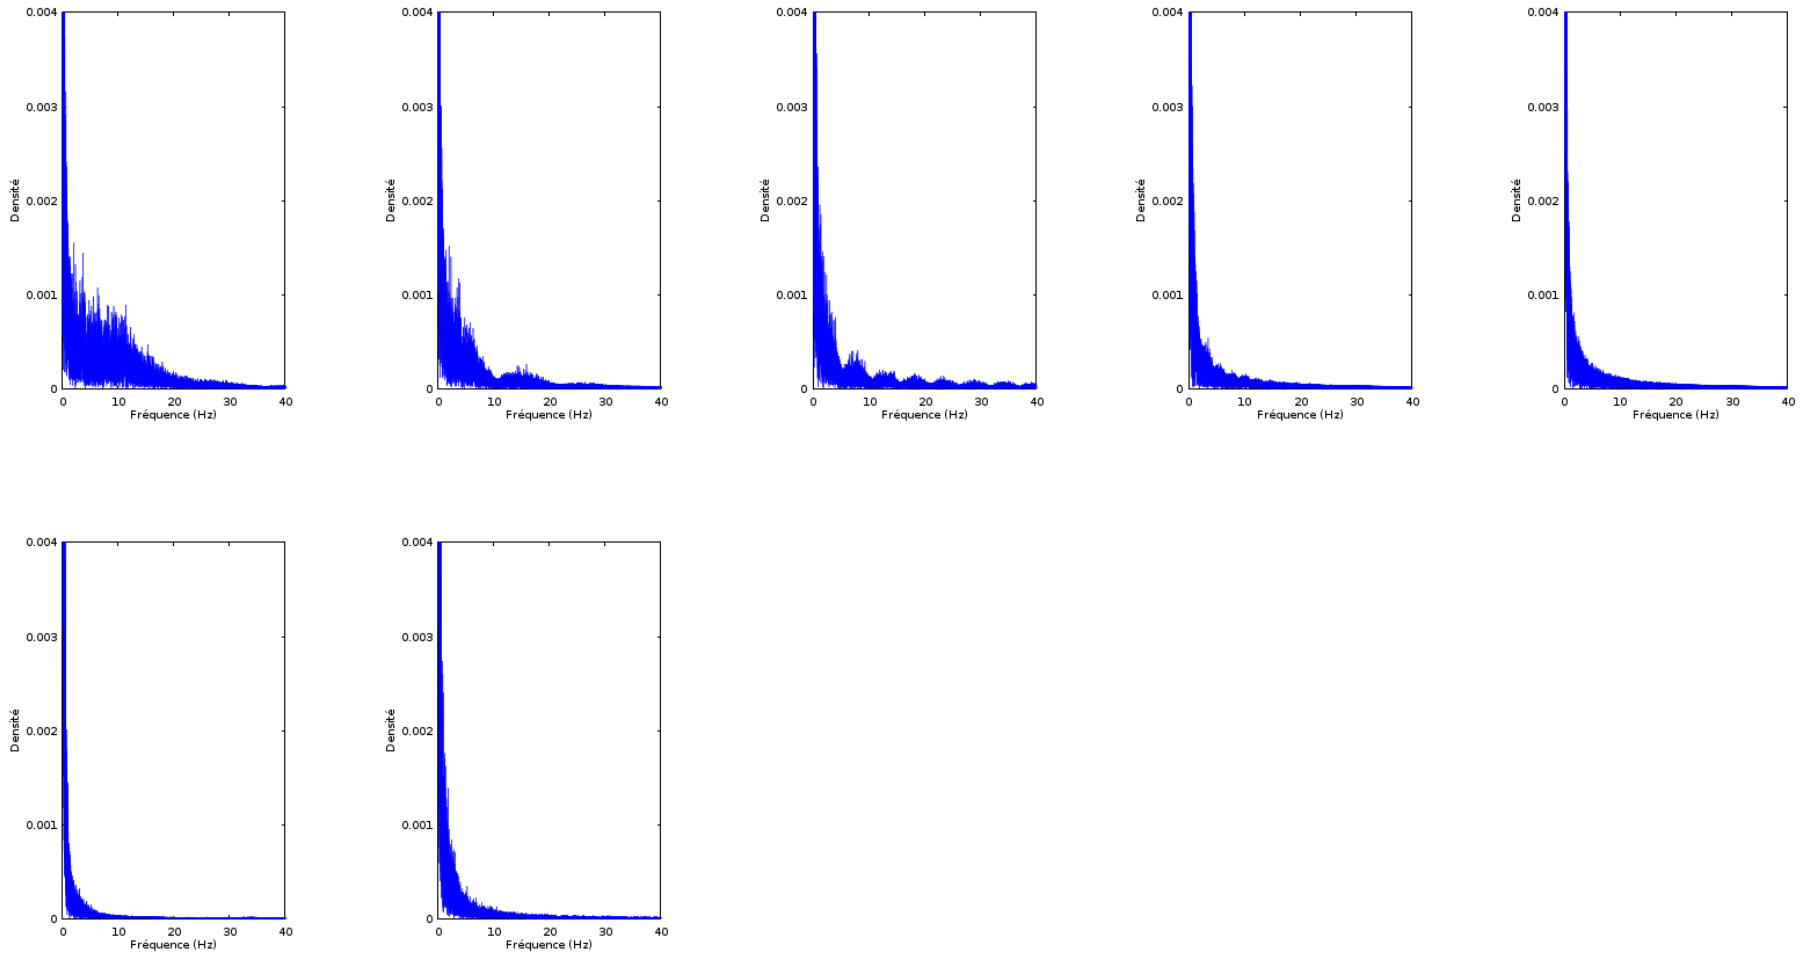 0.004 0.004 0.004 0.004 0.004
0.003 0.003 0.003 0.003 0.003
Densité Densité Densité Densité Densité
0.002 0.002 0.002 0.002 0.002
0.001 0.001 0.001 0.001 0.001
0 0 0 0 0
0 10 20 30 40 0 10 20 30 40 0 10 20 30 40 0 10 20 30 40 0 10 20 30 40
Fréquence (Hz) Fréquence (Hz) Fréquence (Hz) Fréquence (Hz) Fréquence (Hz)
0.004 0.004
0.003 0.003
Densité Densité
0.002 0.002
0.001 0.001
0 0
0 10 20 30 40 0 10 20 30 40
Fréquence (Hz) Fréquence (Hz)